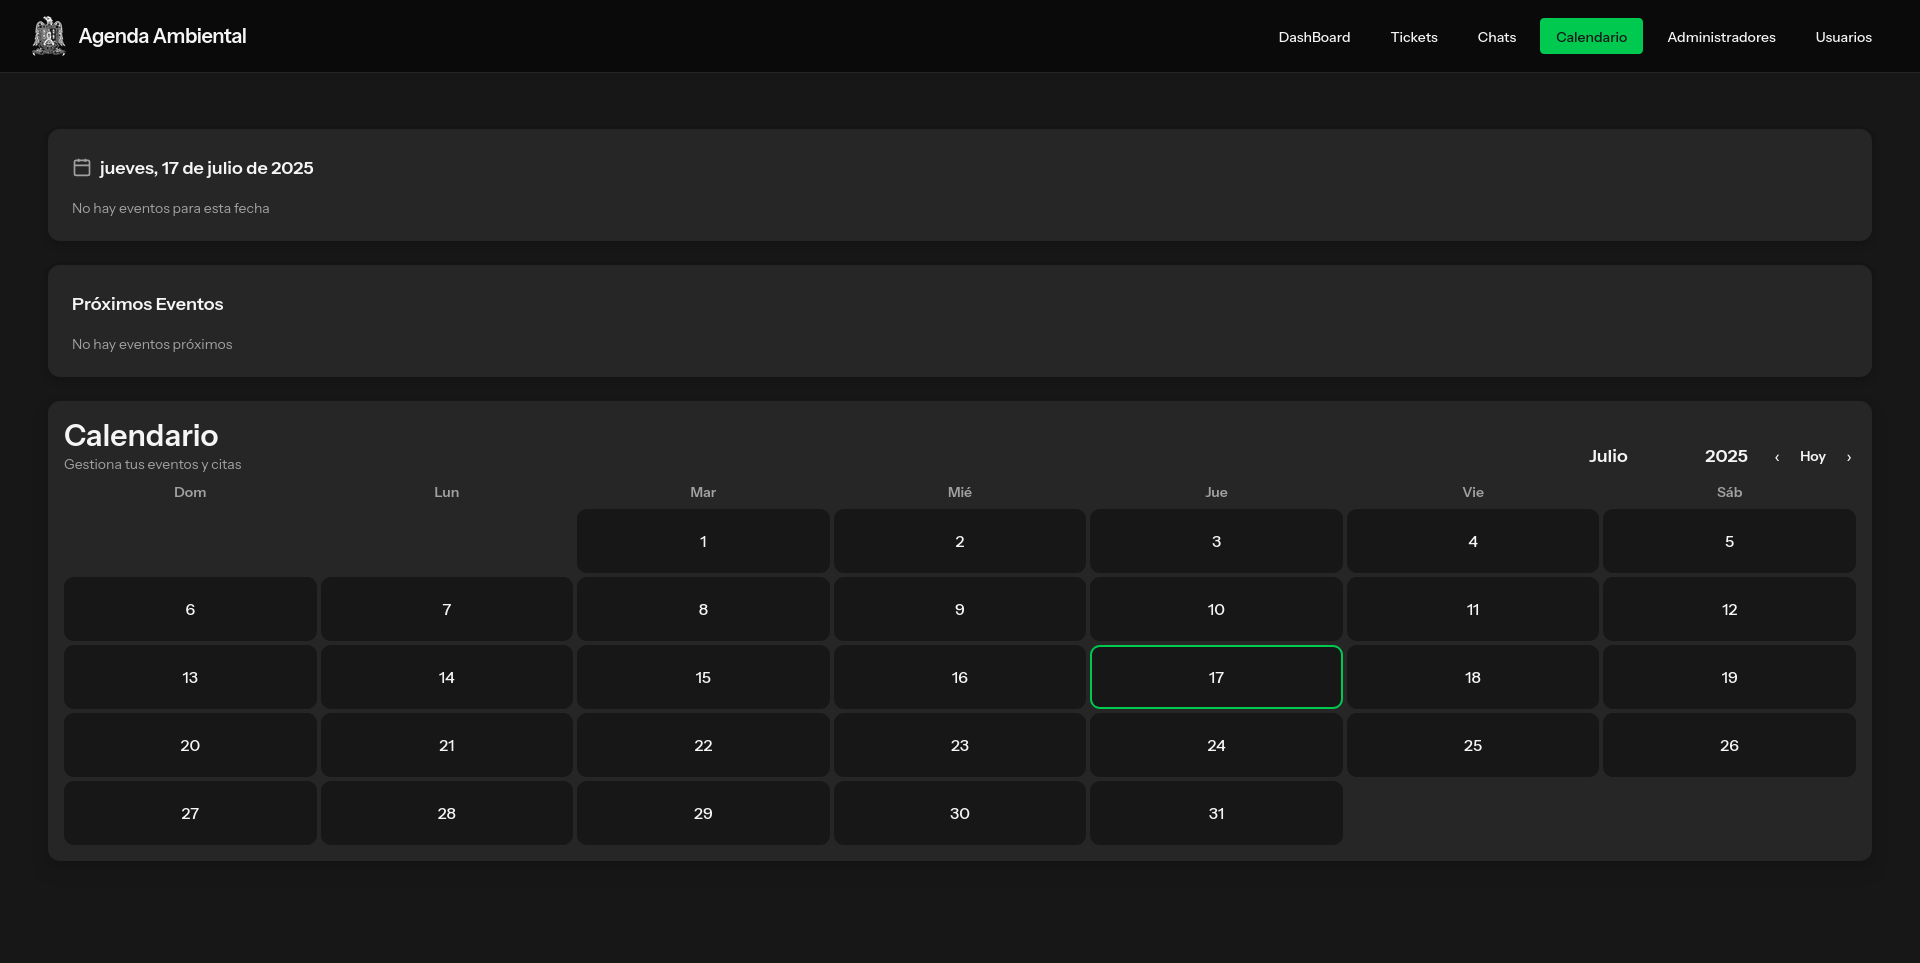 Agenda Ambiental
DashBoard Tickets Chats Calendario Administradores Usuarios
jueves, 17 de julio de 2025
No hay eventos para esta fecha
Próximos Eventos
No hay eventos próximos
Calendario
Gestiona tus eventos y citas
Julio 2025 ‹ Hoy ›
Dom Lun Mar Mié Jue Vie Sáb
1 2 3 4 5
6 7 8 9 10 11 12
13 14 15 16 17 18 19
20 21 22 23 24 25 26
27 28 29 30 31